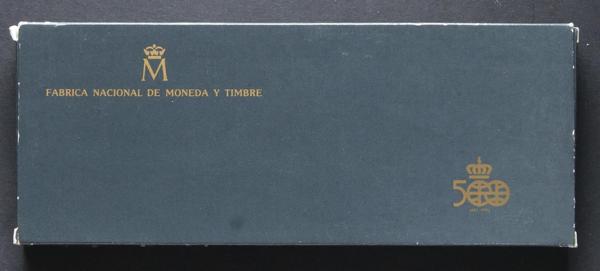 M
FABRICA NACIONAL DE MONEDA Y TIMBRE
500